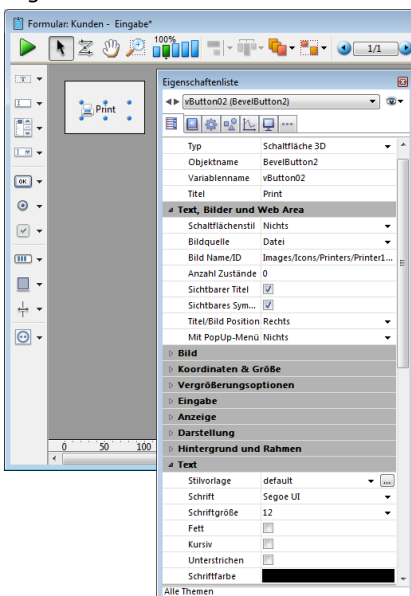 Formular: Kunden - Eingabe*
100%
1/1
Print
OK
0 50 100
Eigenschaftenliste
vButton02 (BevelButton2)
Typ Schaltfläche 3D
Objektname BevelButton2
Variablenname vButton02
Titel Print
Text, Bilder und Web Area
Schaltflächenstil Nichts
Bildquelle Datei
Bild Name/ID Images/Icons/Printers/Printer1...
Anzahl Zustände 0
Sichtbarer Titel
Sichtbares Sym...
Titel/Bild Position Rechts
Mit PopUp-Menü Nichts
Bild
Koordinaten & Größe
Vergrößerungsoptionen
Eingabe
Anzeige
Darstellung
Hintergrund und Rahmen
Text
Stilvorlage default ...
Schrift Segoe UI
Schriftgröße 12
Fett
Kursiv
Unterstrichen
Schriftfarbe
Alle Themen